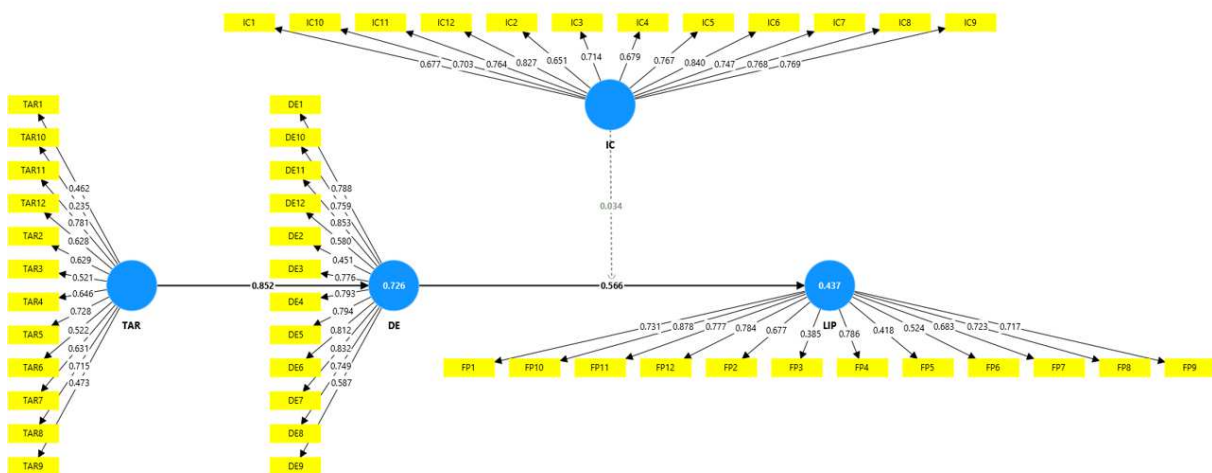 IC1 IC10 IC11 IC12 IC2 IC3 IC4 IC5 IC6 IC7 IC8 IC9
0.677 0.703 0.764 0.827 0.651 0.714 0.679 0.767 0.840 0.747 0.768 0.769
IC
0.034
TAR1
TAR10
TAR11
TAR12
TAR2
TAR3
TAR4
TAR5
TAR6
TAR7
TAR8
TAR9
0.462
0.235
0.781
0.628
0.629
0.521
0.646
0.728
0.522
0.631
0.715
0.473
TAR
0.852
DE1
DE10
DE11
DE12
DE2
DE3
DE4
DE5
DE6
DE7
DE8
DE9
0.788
0.759
0.853
0.580
0.451
0.776
0.793
0.794
0.812
0.832
0.749
0.587
0.726
DE
0.566
0.437
LIP
0.731 0.878 0.777 0.784 0.677 0.385 0.786 0.418 0.524 0.683 0.723 0.717
FP1 FP10 FP11 FP12 FP2 FP3 FP4 FP5 FP6 FP7 FP8 FP9